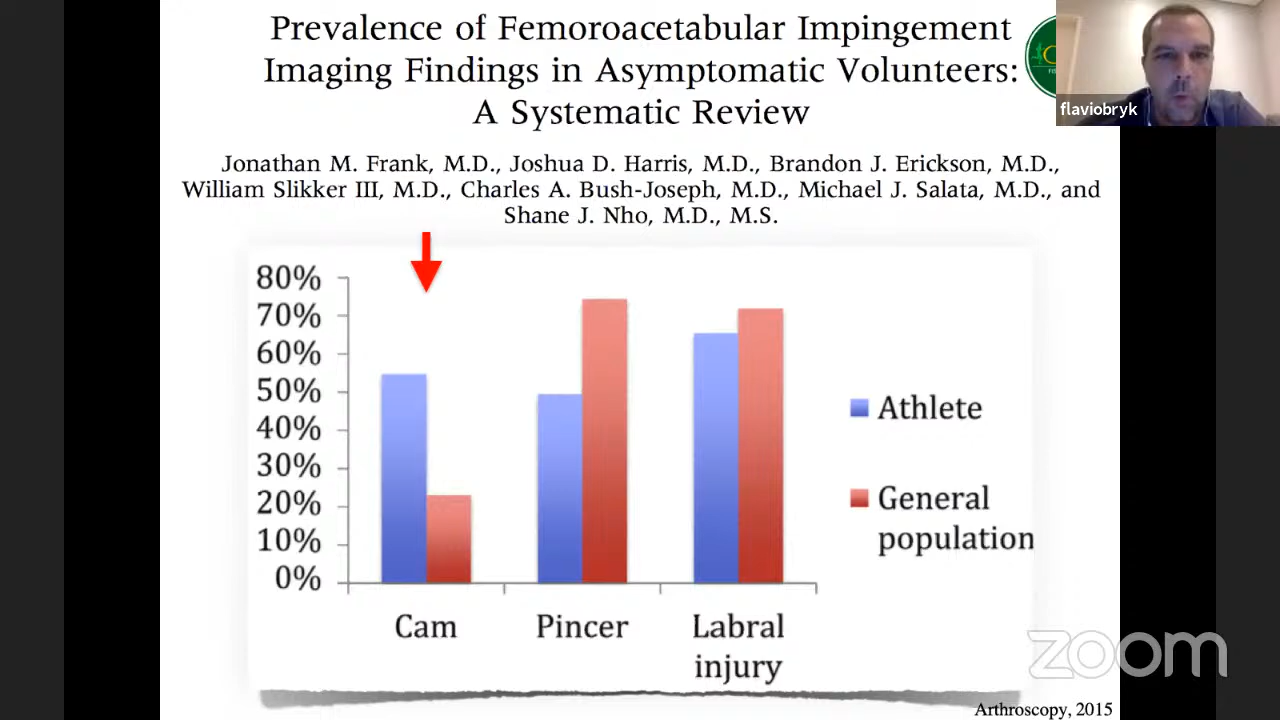 Prevalence of Femoroacetabular Impingement
Imaging Findings in Asymptomatic Volunteers:
A Systematic Review
flaviobryk
Jonathan M. Frank, M.D., Joshua D. Harris, M.D., Brandon J. Erickson, M.D.,
William Slikker III, M.D., Charles A. Bush-Joseph, M.D., Michael J. Salata, M.D., and
Shane J. Nho, M.D., M.S.
80%
70%
60%
50%
40%
30%
20%
10%
0%
Cam
Pincer
Labral
injury
Athlete
General
population
zoom
Arthroscopy, 2015